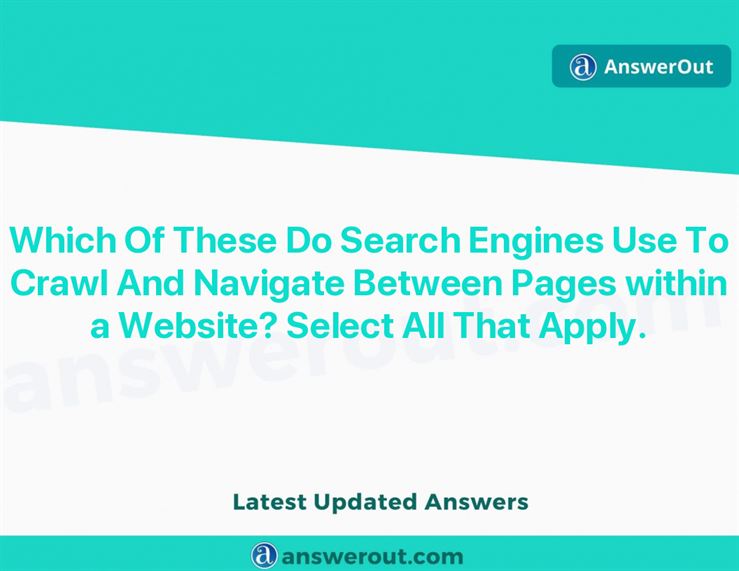 AnswerOut
Which Of These Do Search Engines Use To
Crawl And Navigate Between Pages within
a Website? Select All That Apply.
answerout.com
Latest Updated Answers
answerout.com